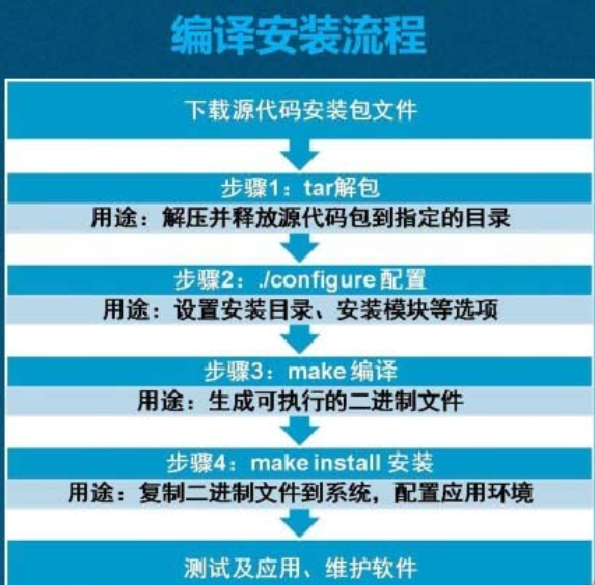 编译安装流程
下载源代码安装包文件
步骤1：tar解包
用途：解压并释放源代码包到指定的目录
步骤2：./configure 配置
用途：设置安装目录、安装模块等选项
步骤3：make 编译
用途：生成可执行的二进制文件
步骤4：make install 安装
用途：复制二进制文件到系统，配置应用环境
测试及应用、维护软件